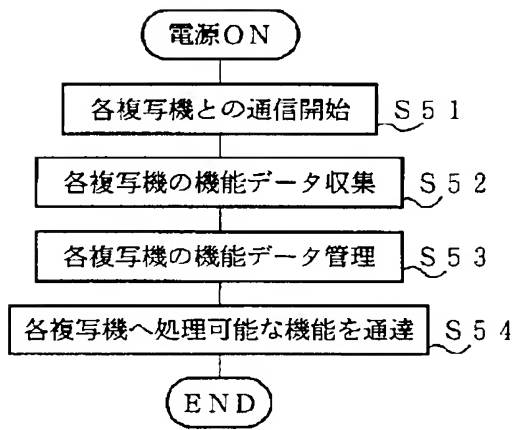 電源ON
各複写機との通信開始 S51
各複写機の機能データ収集 S52
各複写機の機能データ管理 S53
各複写機へ処理可能な機能を通達 S54
END